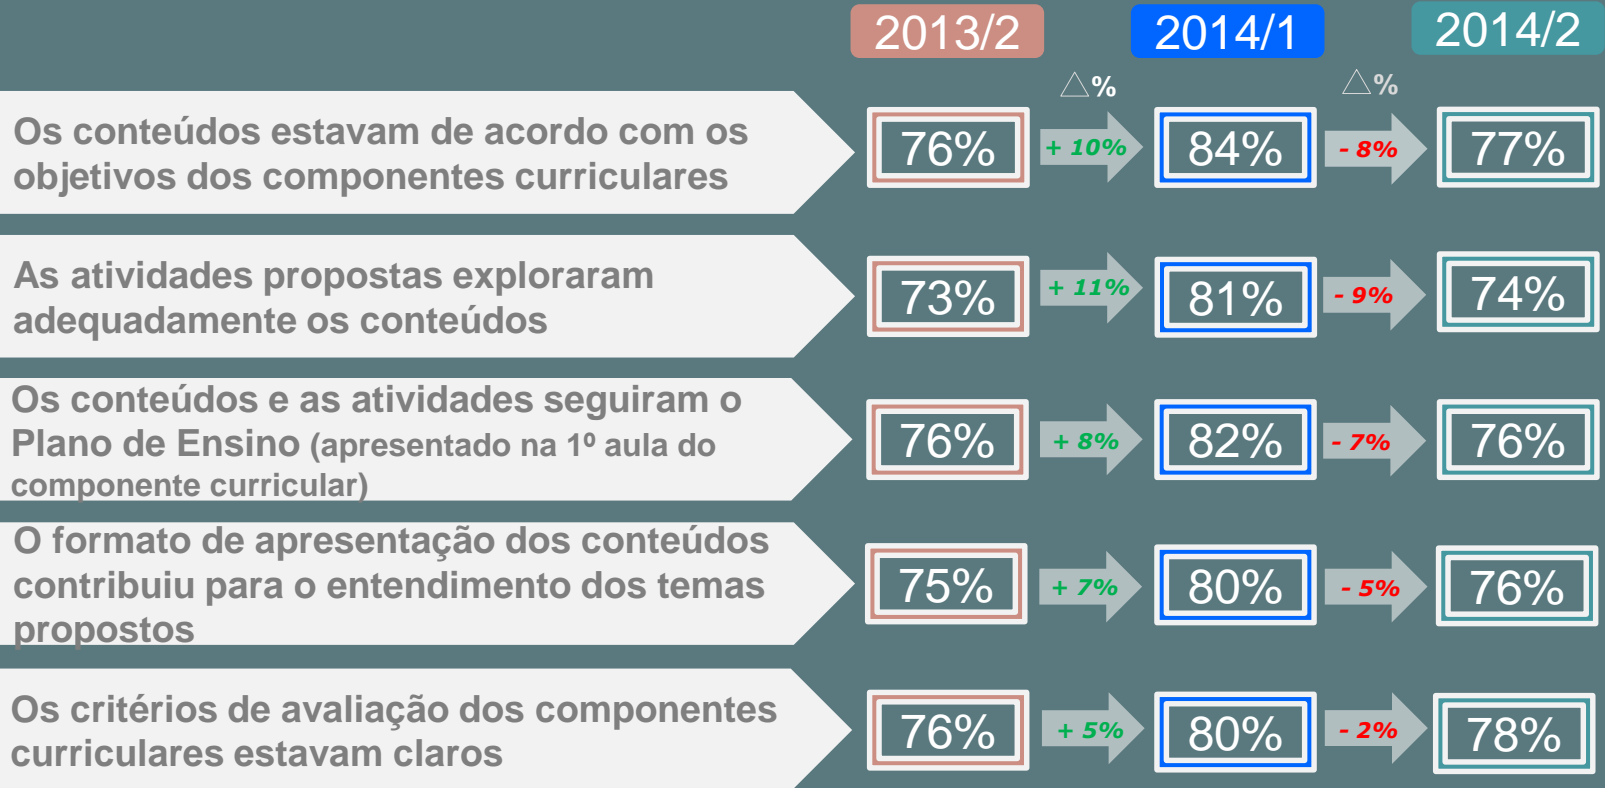 2013/2 2014/1 2014/2
△% △%
Os conteúdos estavam de acordo com os
objetivos dos componentes curriculares
76% + 10% 84% - 8% 77%
As atividades propostas exploraram
adequadamente os conteúdos
73% + 11% 81% - 9% 74%
Os conteúdos e as atividades seguiram o
Plano de Ensino (apresentado na 1º aula do
componente curricular)
76% + 8% 82% - 7% 76%
O formato de apresentação dos conteúdos
contribuiu para o entendimento dos temas
propostos
75% + 7% 80% - 5% 76%
Os critérios de avaliação dos componentes
curriculares estavam claros
76% + 5% 80% - 2% 78%